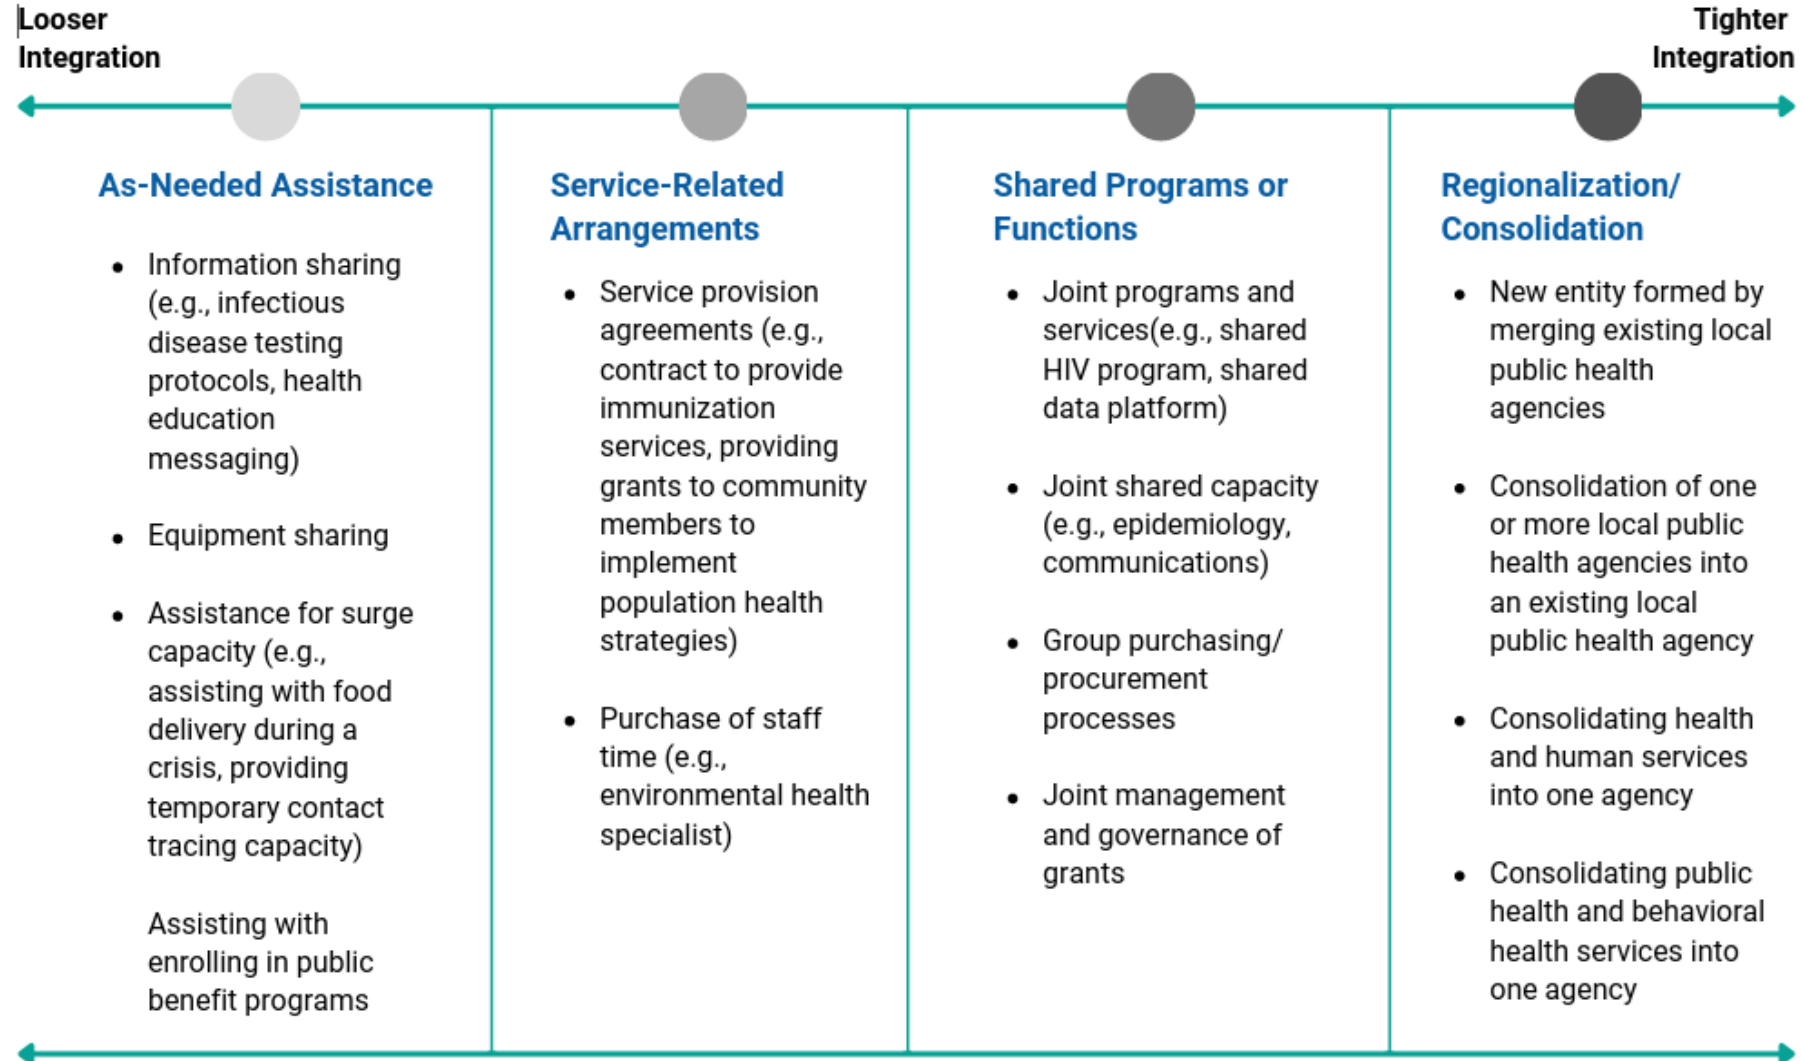 Looser
Integration
Tighter
Integration
As-Needed Assistance
• Information sharing
(e.g., infectious
disease testing
protocols, health
education
messaging)
• Equipment sharing
• Assistance for surge
capacity (e.g.,
assisting with food
delivery during a
crisis, providing
temporary contact
tracing capacity)
Assisting with
enrolling in public
benefit programs
Service-Related
Arrangements
• Service provision
agreements (e.g.,
contract to provide
immunization
services, providing
grants to community
members to
implement
population health
strategies)
• Purchase of staff
time (e.g.,
environmental health
specialist)
Shared Programs or
Functions
• Joint programs and
services(e.g., shared
HIV program, shared
data platform)
• Joint shared capacity
(e.g., epidemiology,
communications)
• Group purchasing/
procurement
processes
• Joint management
and governance of
grants
Regionalization/
Consolidation
• New entity formed by
merging existing local
public health
agencies
• Consolidation of one
or more local public
health agencies into
an existing local
public health agency
• Consolidating health
and human services
into one agency
• Consolidating public
health and behavioral
health services into
one agency